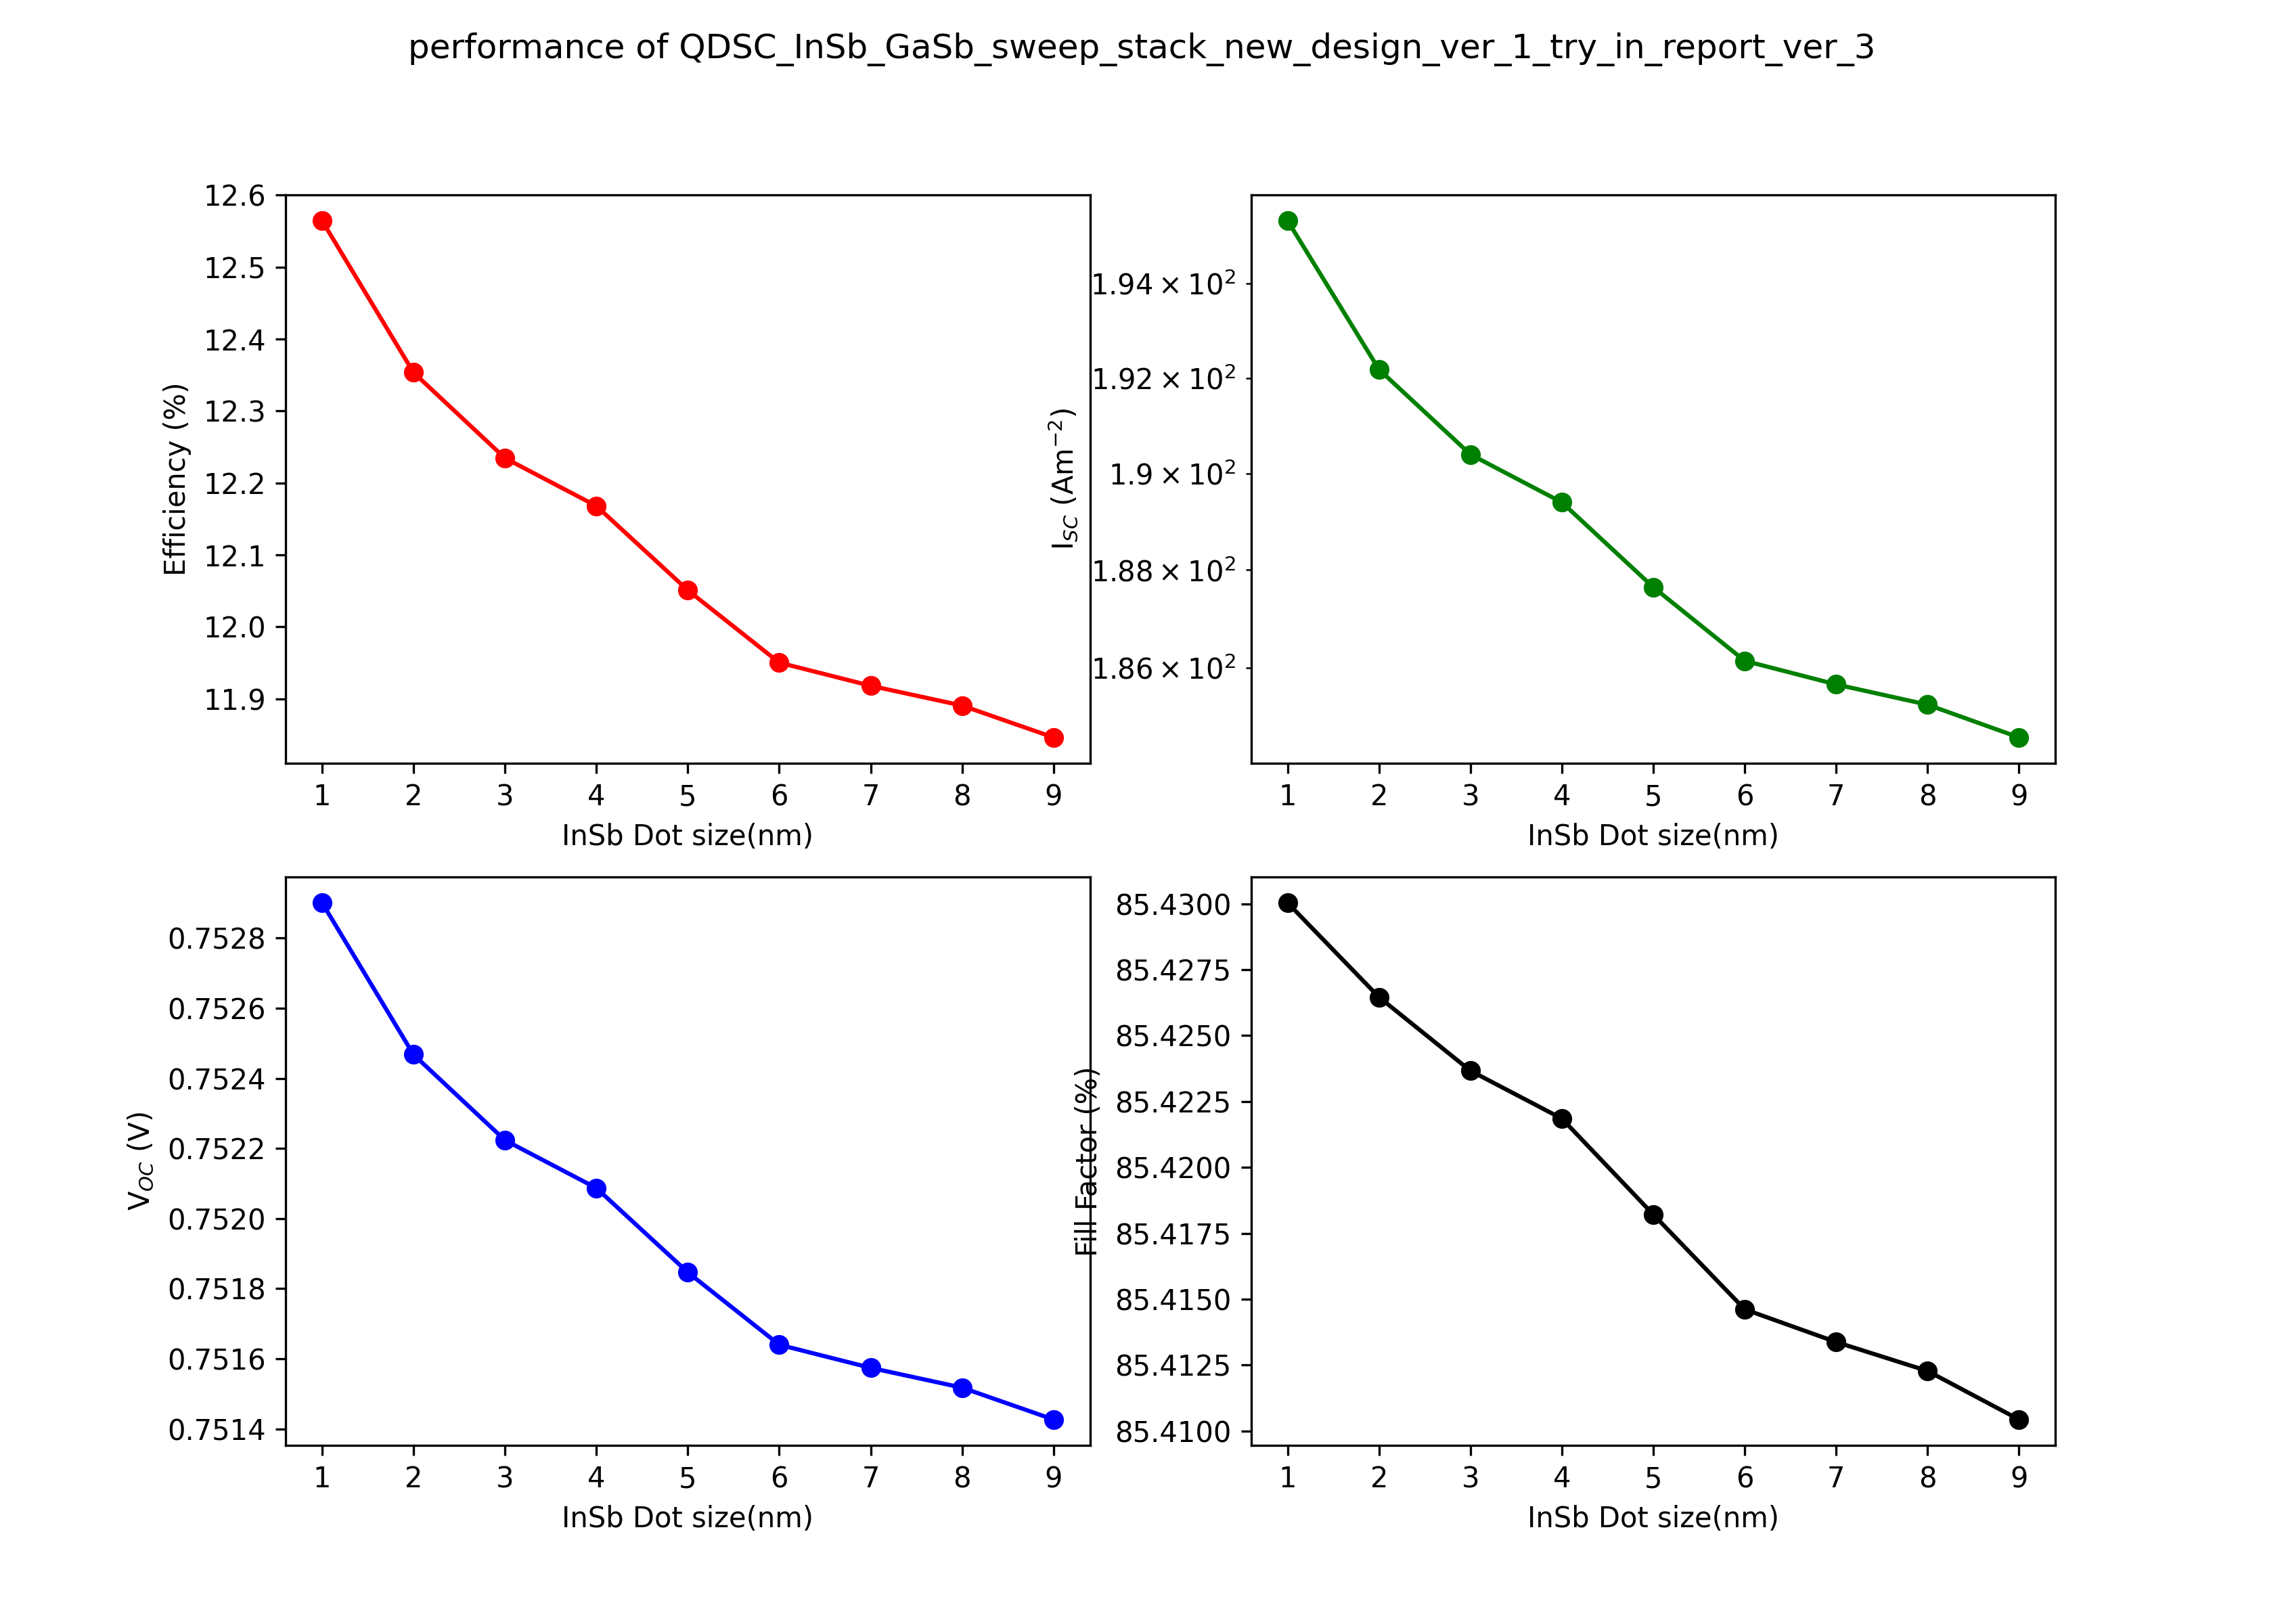 performance of QDSC_InSb_GaSb_sweep_stack_new_design_ver_1_try_in_report_ver_3
Efficiency (%)
12.6
12.5
12.4
12.3
12.2
12.1
12.0
11.9
1 2 3 4 5 6 7 8 9
InSb Dot size(nm)
I_SC (Am⁻²)
1.94 × 10²
1.92 × 10²
1.9 × 10²
1.88 × 10²
1.86 × 10²
1 2 3 4 5 6 7 8 9
InSb Dot size(nm)
V_OC (V)
0.7528
0.7526
0.7524
0.7522
0.7520
0.7518
0.7516
0.7514
1 2 3 4 5 6 7 8 9
InSb Dot size(nm)
Fill Factor (%)
85.4300
85.4275
85.4250
85.4225
85.4200
85.4175
85.4150
85.4125
85.4100
1 2 3 4 5 6 7 8 9
InSb Dot size(nm)